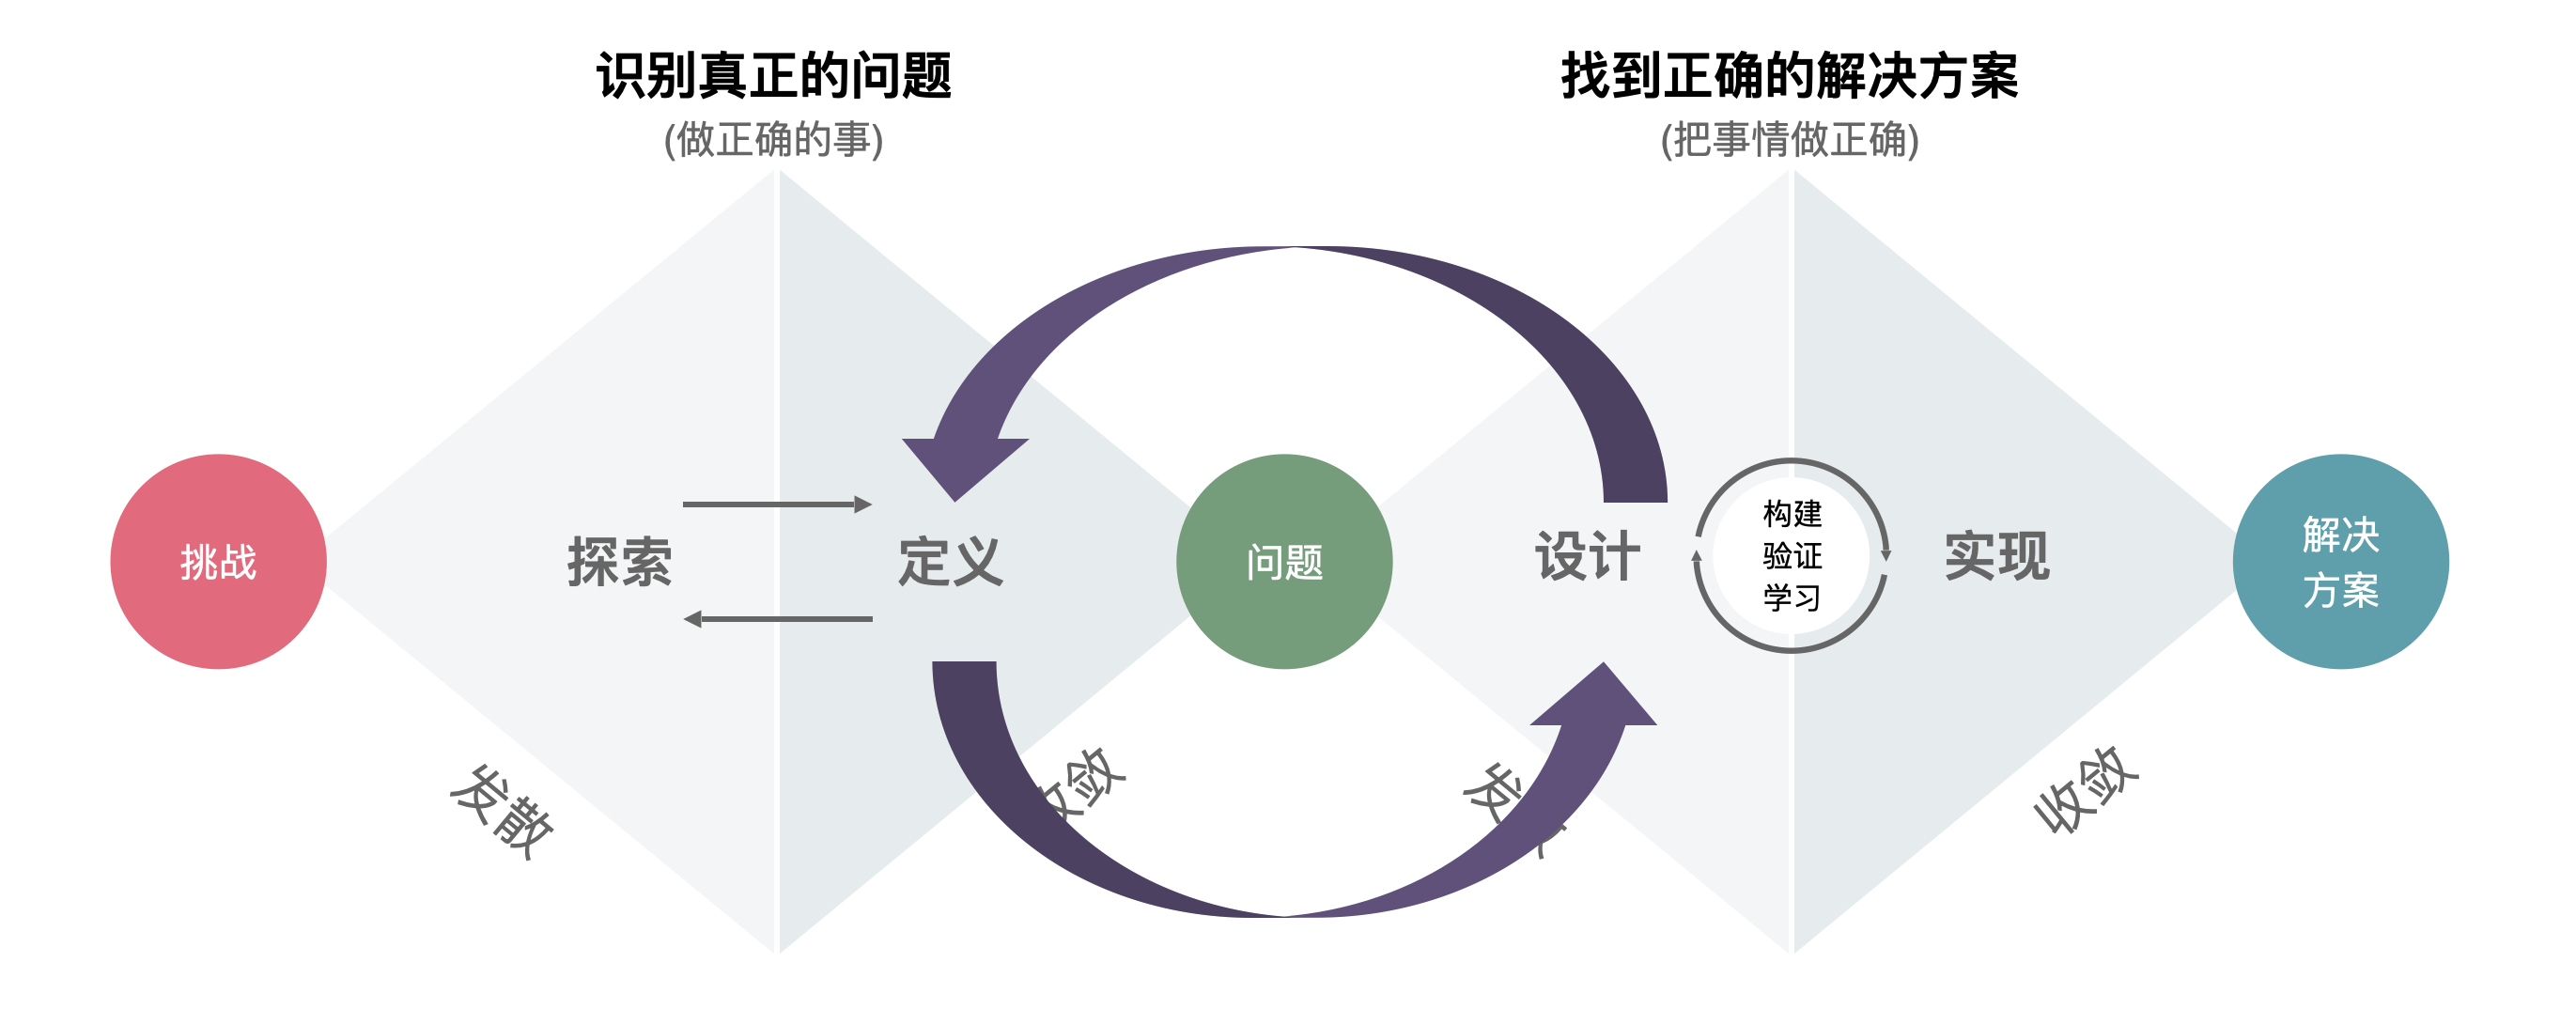 识别真正的问题
(做正确的事)
找到正确的解决方案
(把事情做正确)
挑战
探索
定义
问题
设计
构建
验证
学习
实现
解决
方案
发散
收敛
发
收敛